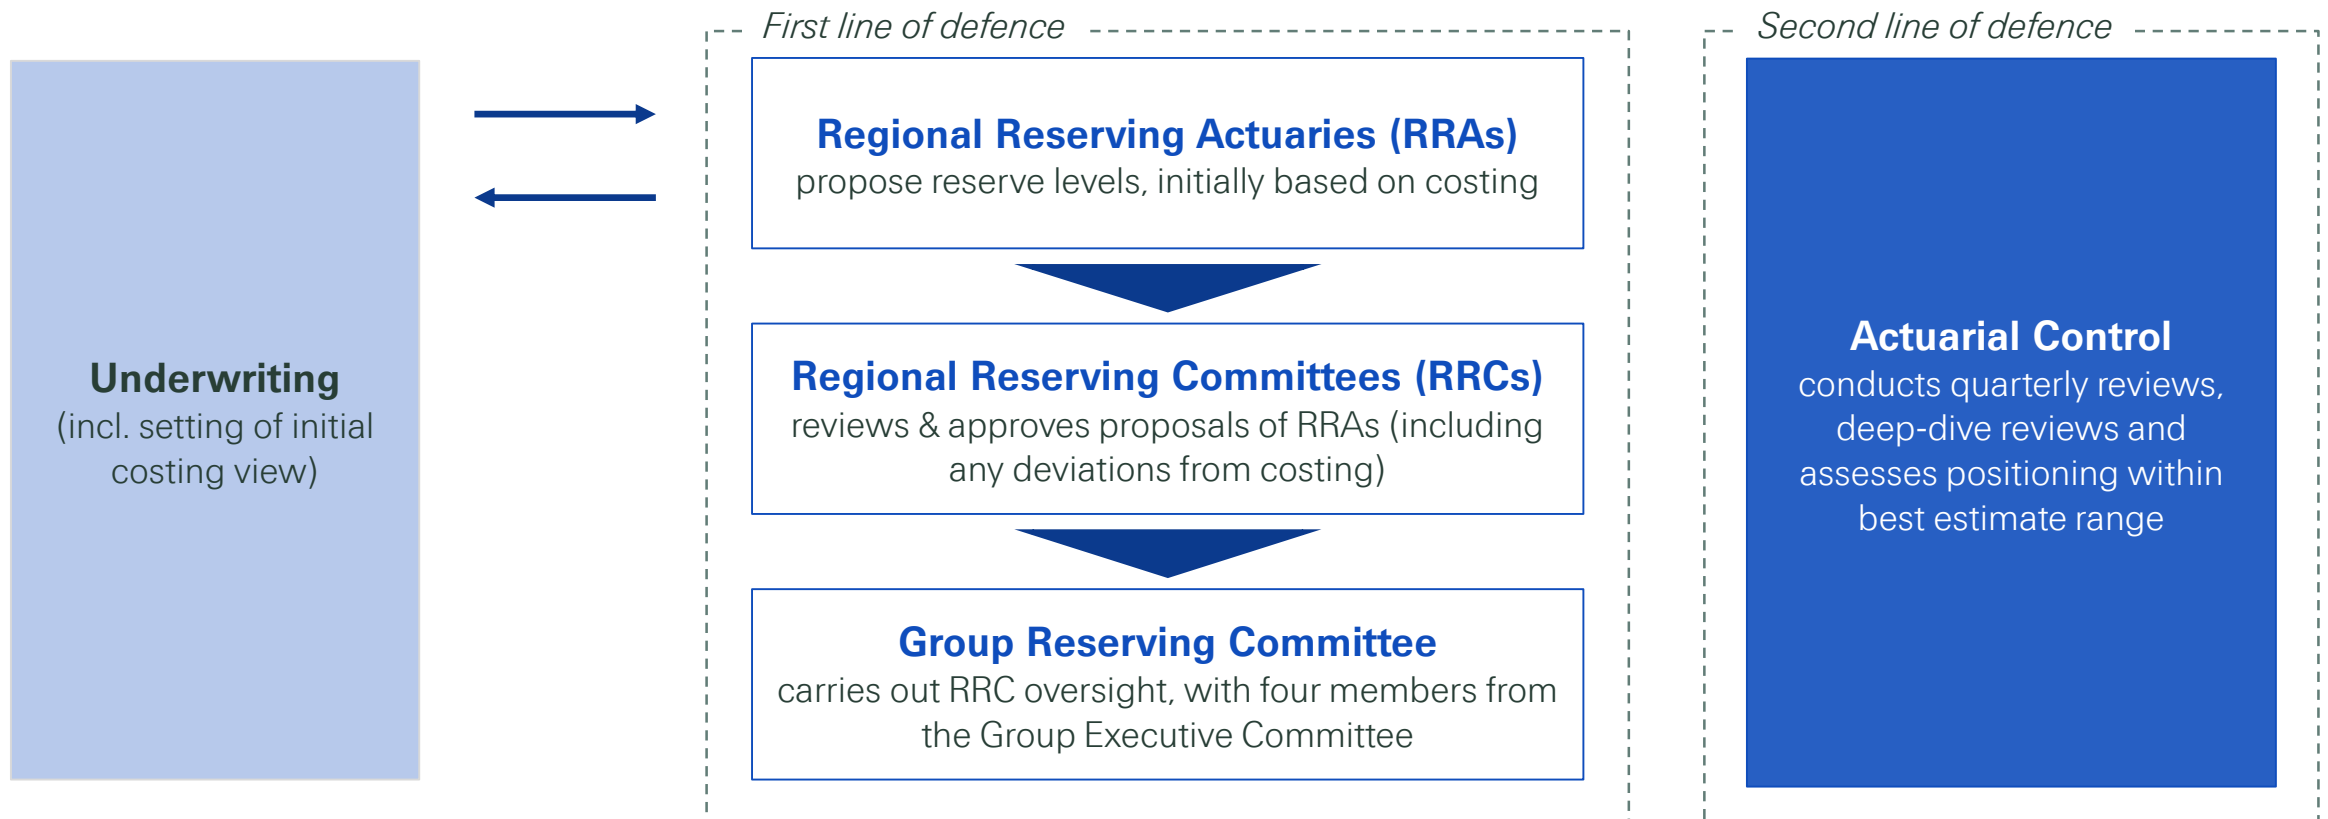 First line of defence
Second line of defence
Underwriting
(incl. setting of initial
costing view)
Regional Reserving Actuaries (RRAs)
propose reserve levels, initially based on costing
Regional Reserving Committees (RRCs)
reviews & approves proposals of RRAs (including
any deviations from costing)
Group Reserving Committee
carries out RRC oversight, with four members from
the Group Executive Committee
Actuarial Control
conducts quarterly reviews,
deep-dive reviews and
assesses positioning within
best estimate range